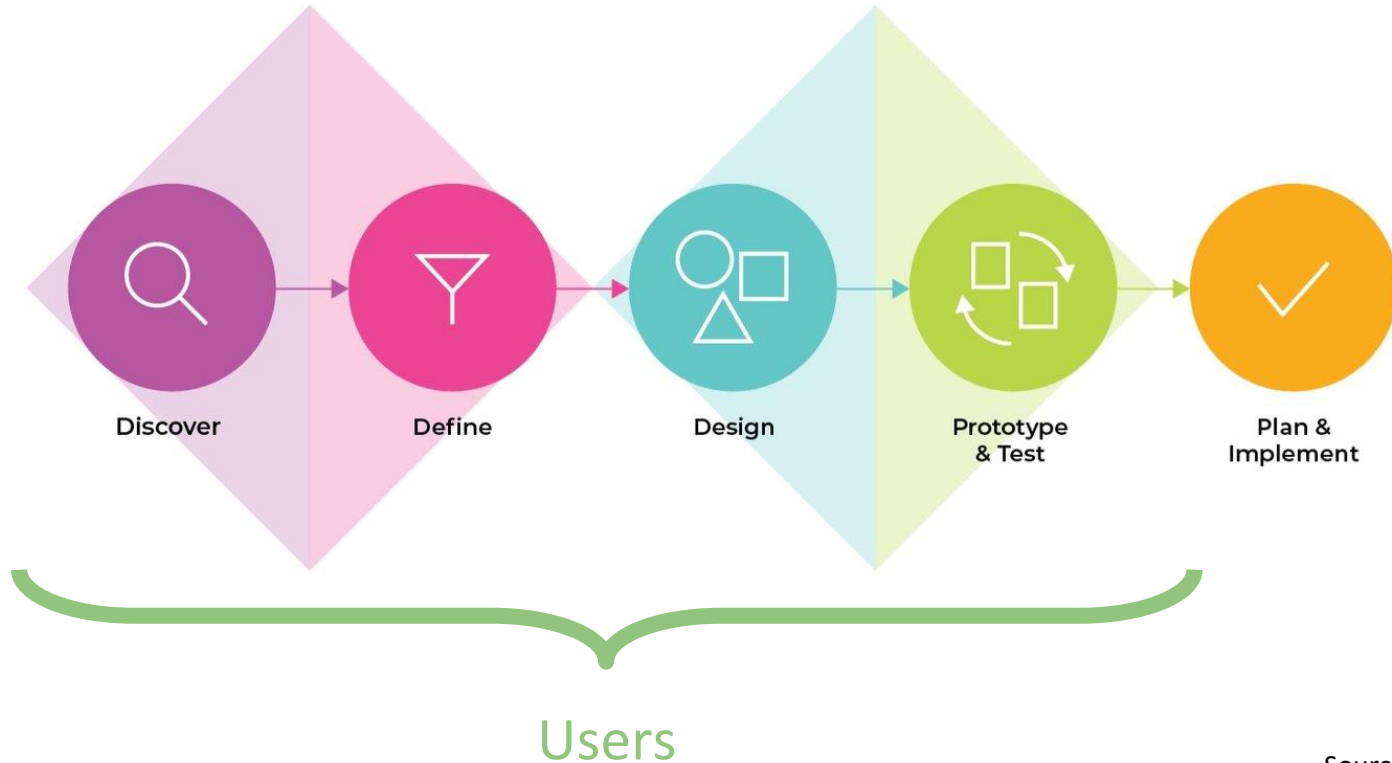 Discover
Define
Design
Prototype
& Test
Plan &
Implement
Users